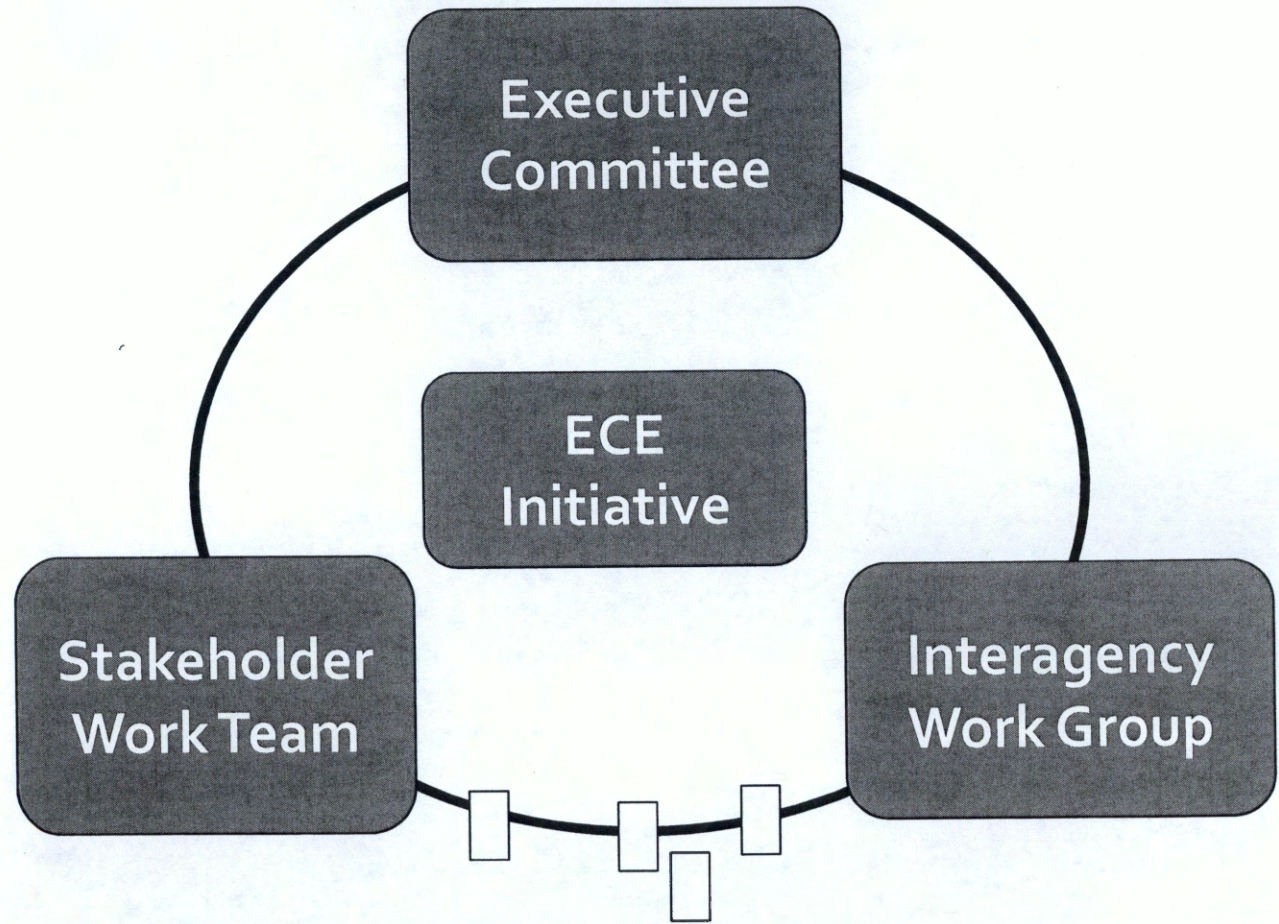 Executive
Committee
ECE
Initiative
Stakeholder
Work Team
Interagency
Work Group